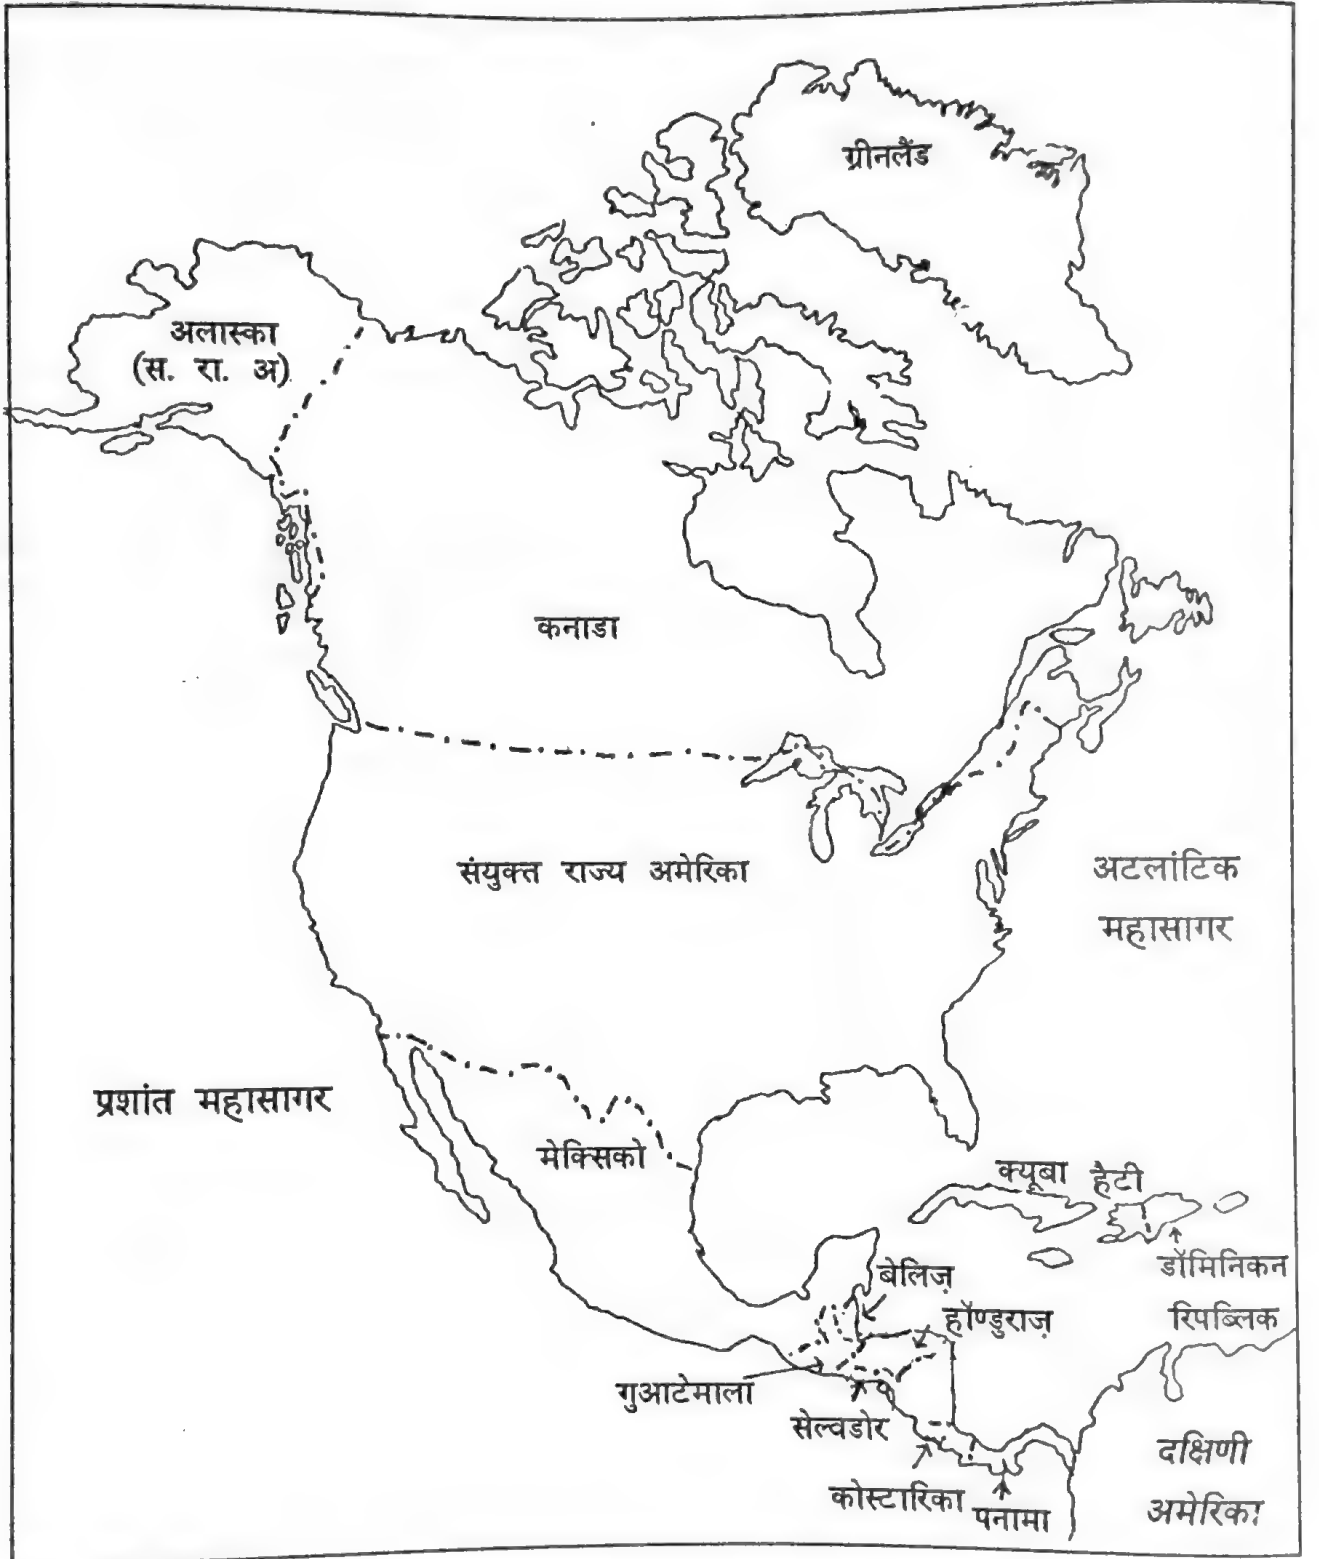 ग्रीनलैंड
अलास्का
(स. रा. अ)
कनाडा
संयुक्त राज्य अमेरिका
अटलांटिक
महासागर
प्रशांत महासागर
मेक्सिको
क्यूबा हैटी
डॉमिनिकन
रिपब्लिक
बेलिज़
हॉण्डुराज़
गुआटेमाला
सेल्वडोर
कोस्टारिका
पनामा
दक्षिणी
अमेरिका